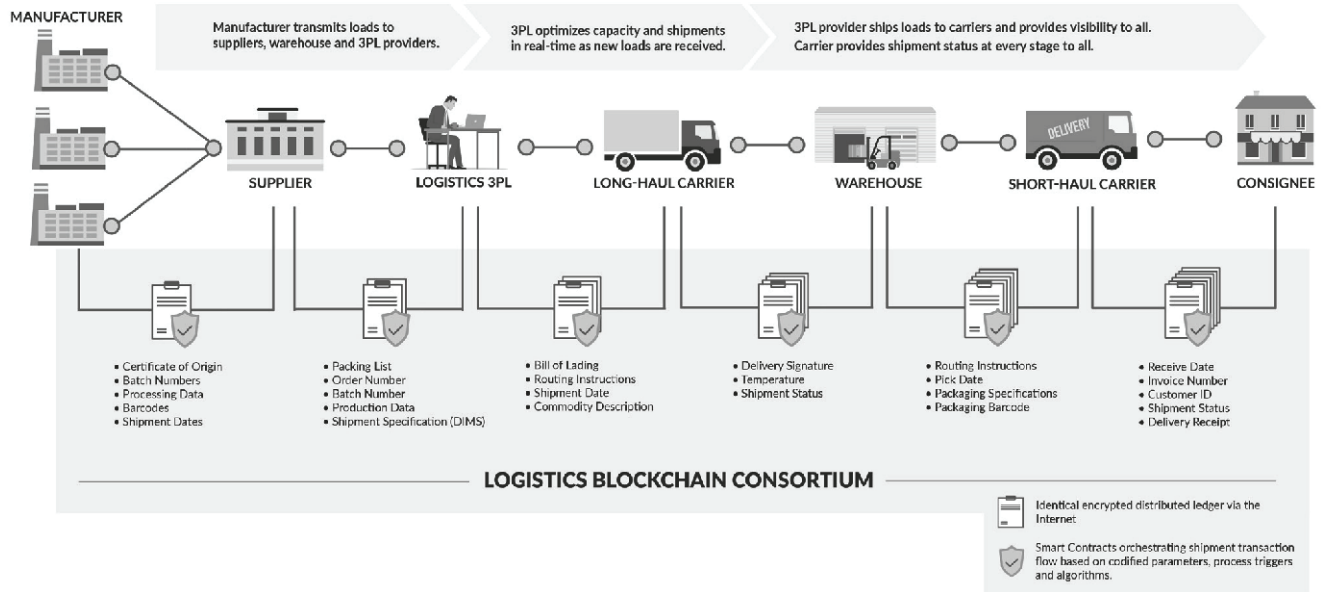 MANUFACTURER
Manufacturer transmits loads to
suppliers, warehouse and 3PL providers.
3PL optimizes capacity and shipments
in real-time as new loads are received.
3PL provider ships loads to carriers and provides visibility to all.
Carrier provides shipment status at every stage to all.
DELIVERY
SUPPLIER
LOGISTICS 3PL
LONG-HAUL CARRIER
WAREHOUSE
SHORT-HAUL CARRIER
CONSIGNEE
• Certificate of Origin
• Batch Numbers
• Processing Data
• Barcodes
• Shipment Dates
• Packing List
• Order Number
• Batch Number
• Production Data
• Shipment Specification (DIMS)
• Bill of Lading
• Routing Instructions
• Shipment Date
• Commodity Description
• Delivery Signature
• Temperature
• Shipment Status
• Routing Instructions
• Pick Date
• Packaging Specifications
• Packaging Barcode
• Receive Date
• Invoice Number
• Customer ID
• Shipment Status
• Delivery Receipt
LOGISTICS BLOCKCHAIN CONSORTIUM
Identical encrypted distributed ledger via the
Internet
Smart Contracts orchestrating shipment transaction
flow based on codified parameters, process triggers
and algorithms.